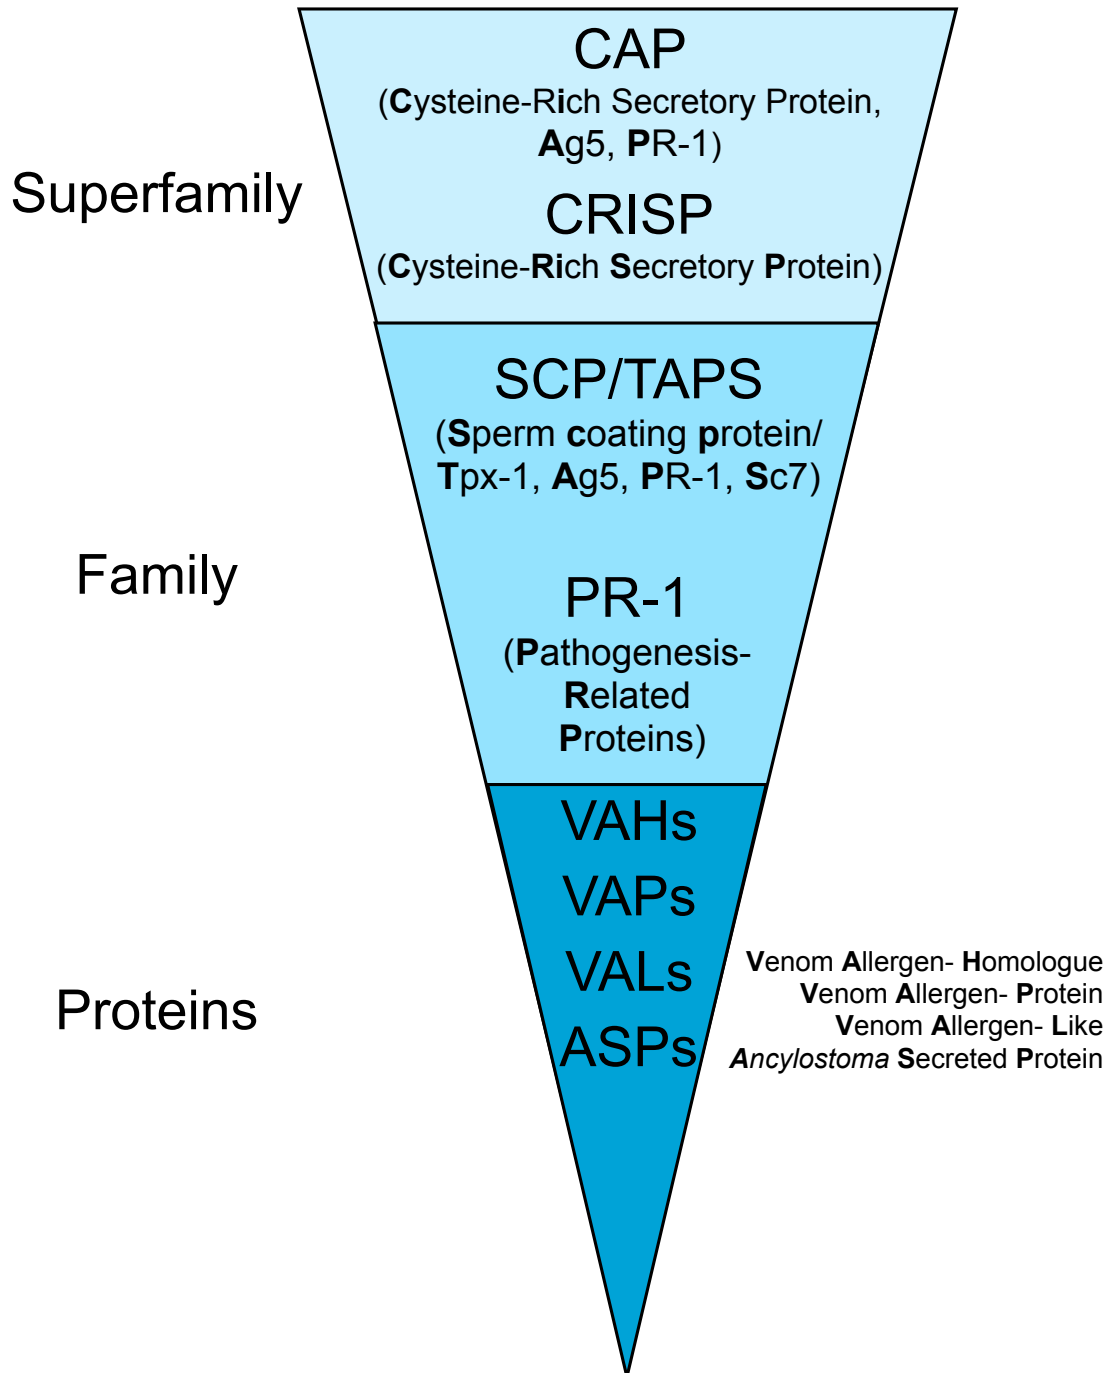 CAP
(Cysteine-Rich Secretory Protein,
Ag5, PR-1)
Superfamily
CRISP
(Cysteine-Rich Secretory Protein)
SCP/TAPS
(Sperm coating protein/
Tpx-1, Ag5, PR-1, Sc7)
Family
PR-1
(Pathogenesis-
Related
Proteins)
VAHs
VAPs
VALs
ASPs
Proteins
Venom Allergen- Homologue
Venom Allergen- Protein
Venom Allergen- Like
Ancylostoma Secreted Protein